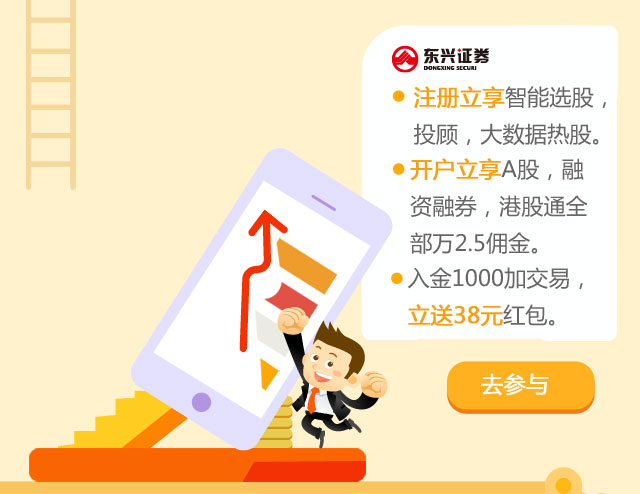 东兴证券
DONGXING SECURI
注册立享智能选股，
投顾，大数据热股。
开户立享A股，融
资融券，港股通全
部万2.5佣金。
入金1000加交易，
立送38元红包。
去参与